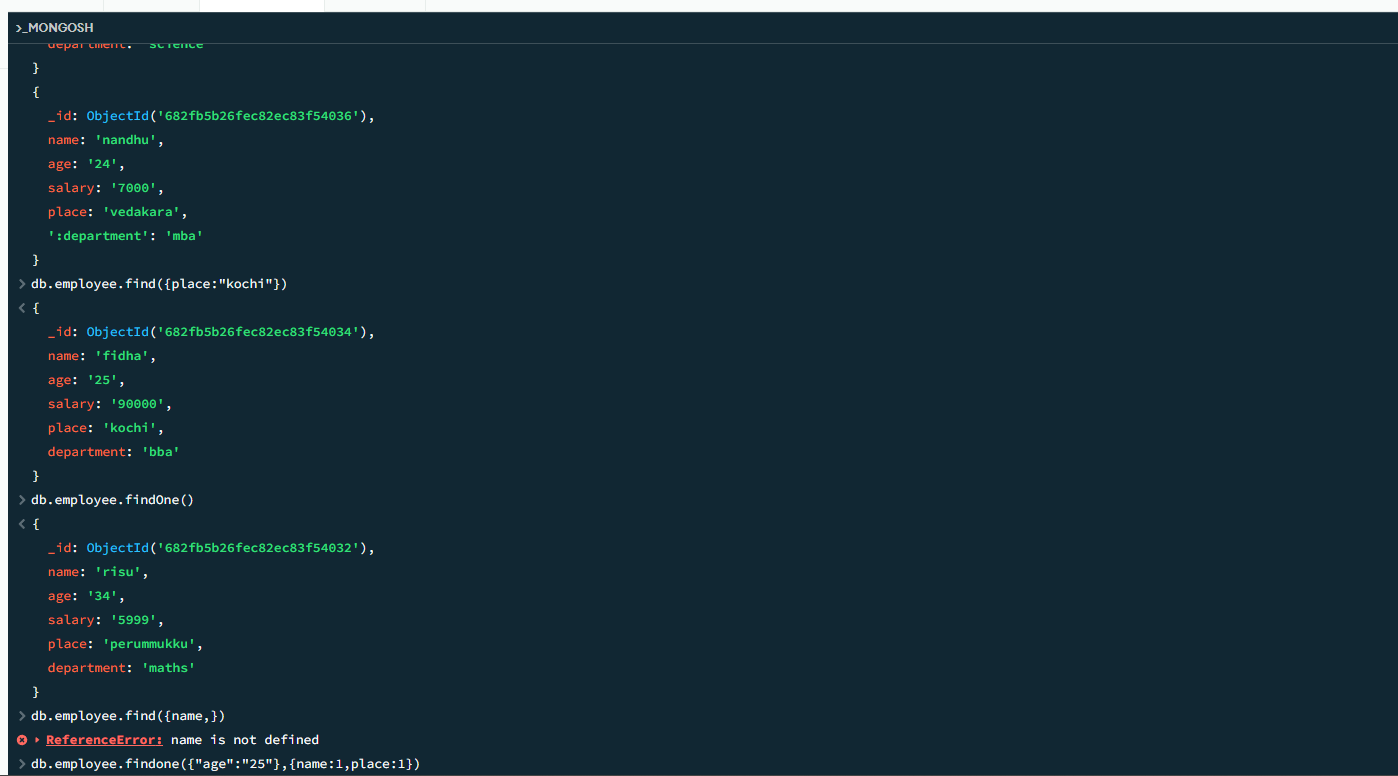 >_MONGOSH
department: 'science'
}
{
_id: ObjectId('682fb5b26fec82ec83f54036'),
name: 'nandhu',
age: '24',
salary: '7000',
place: 'vedakara',
':department': 'mba'
}
> db.employee.find({place:"kochi"})
< {
_id: ObjectId('682fb5b26fec82ec83f54034'),
name: 'fidha',
age: '25',
salary: '90000',
place: 'kochi',
department: 'bba'
}
> db.employee.findOne()
< {
_id: ObjectId('682fb5b26fec82ec83f54032'),
name: 'risu',
age: '34',
salary: '5999',
place: 'perummukku',
department: 'maths'
}
> db.employee.find({name,})
ReferenceError: name is not defined
> db.employee.findone({"age":"25"},{name:1,place:1})